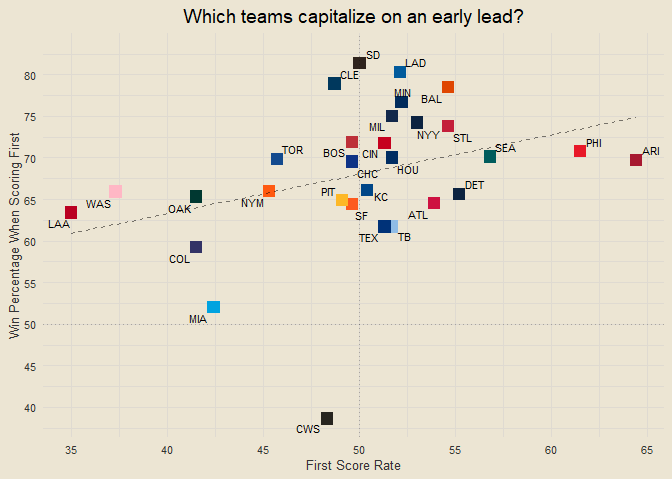 Which teams capitalize on an early lead?
SD
LAD
CLE
MIN
BAL
MIL
NYY
STL
TOR
BOS
CIN
SEA
PHI
ARI
HOU
CHC
WAS
OAK
NYM
PIT
KC
DET
LAA
SF
ATL
TEX
TB
COL
MIA
CWS
Win Percentage When Scoring First
80
75
70
65
60
55
50
45
40
35
40
45
50
55
60
65
First Score Rate